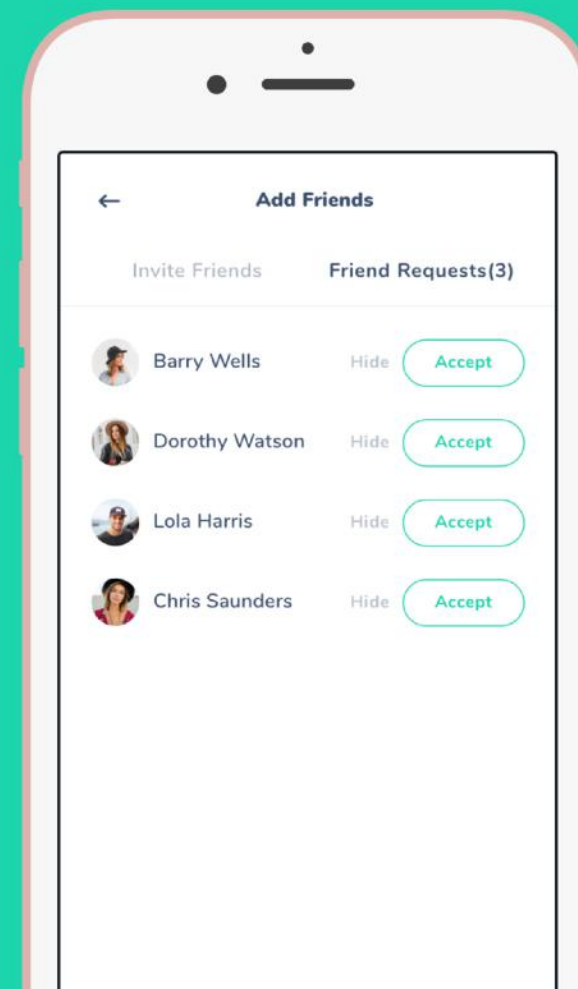 Add Friends
Invite Friends Friend Requests(3)
Barry Wells Hide Accept
Dorothy Watson Hide Accept
Lola Harris Hide Accept
Chris Saunders Hide Accept